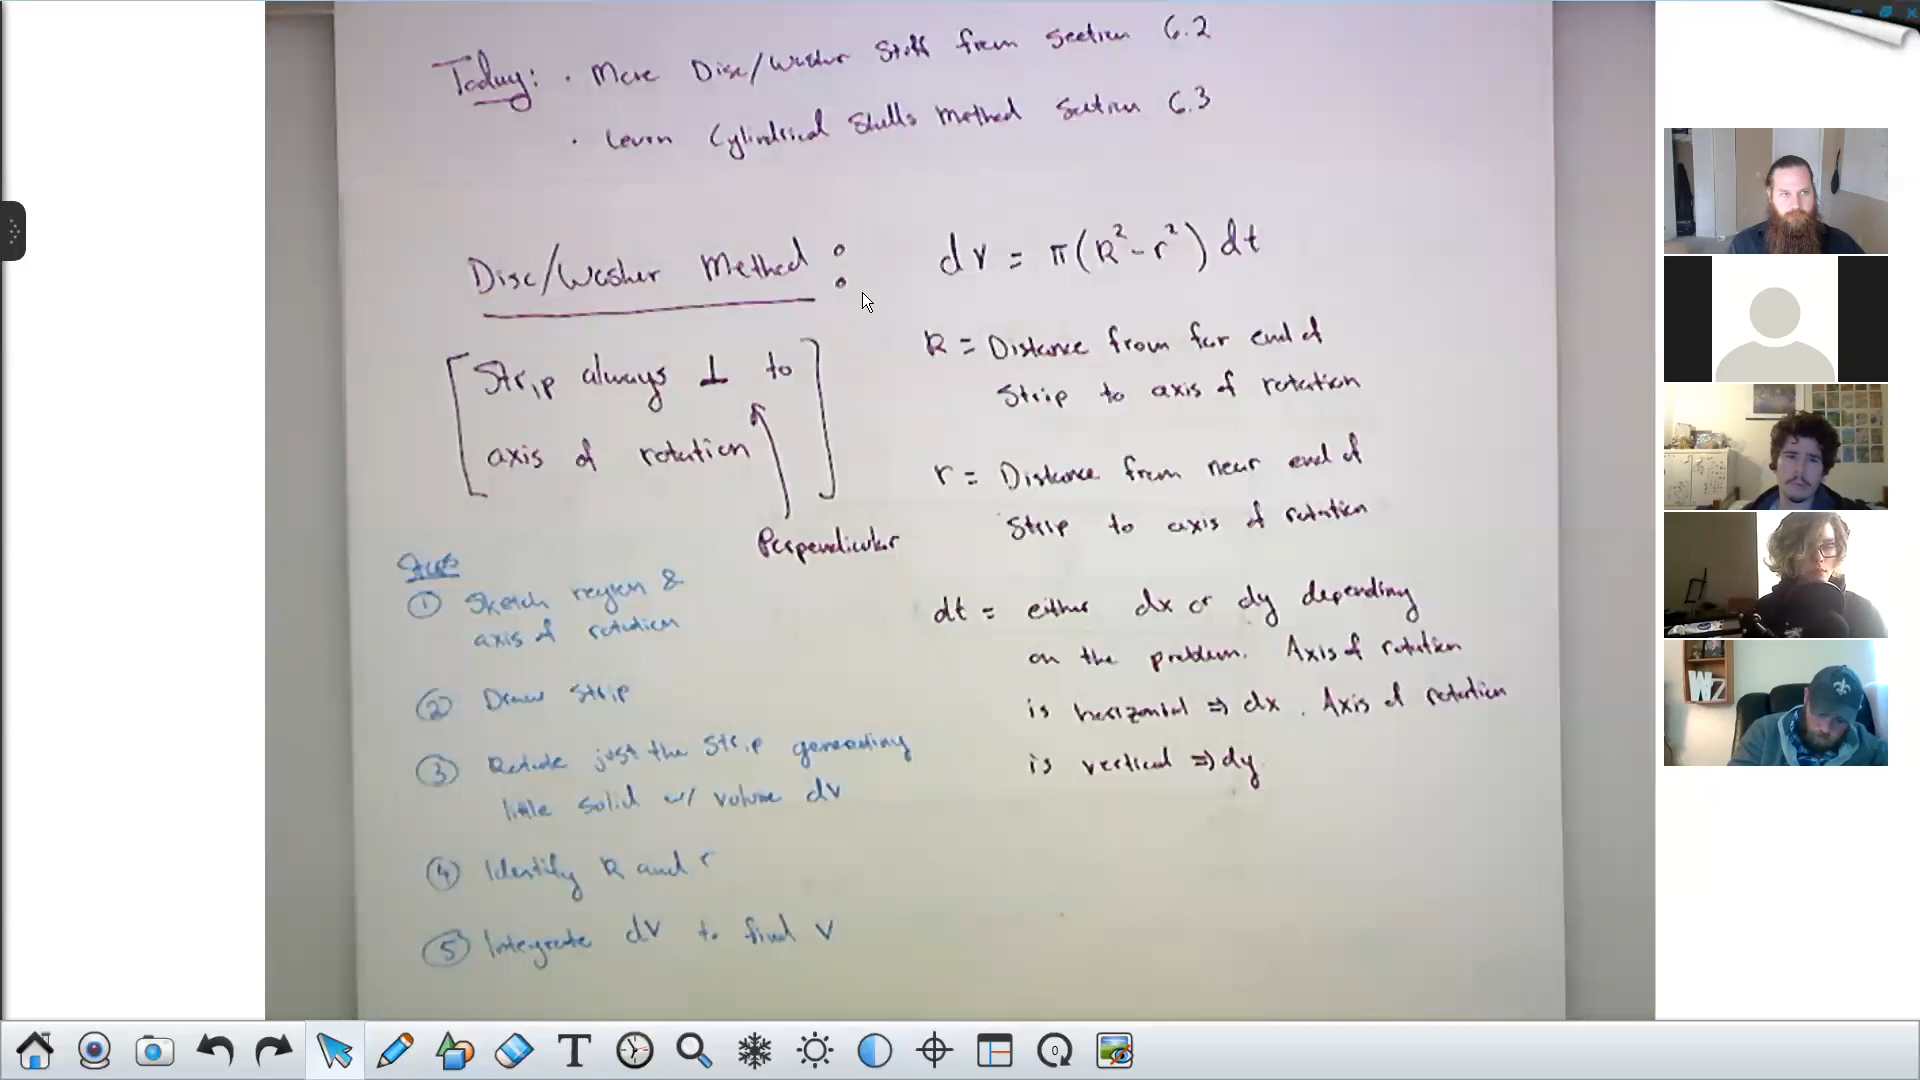 Today: · More Disc/Washer Stuff from Section 6.2
· Learn Cylindrical Shells Method Section 6.3
Disc/Washer Method :
dV = π(R²-r²) dt
[Strip always ⊥ to
axis of rotation]
Perpendicular
R = Distance from far end of
Strip to axis of rotation
r = Distance from near end of
Strip to axis of rotation
dt = either dx or dy depending
on the problem. Axis of rotation
is horizontal ⇒ dx. Axis of rotation
is vertical ⇒ dy
Steps
① Sketch region &
axis of rotation
② Draw Strip
③ Rotate just the Strip generating
little solid w/ volume dV
④ Identify R and r
⑤ Integrate dV to find V
T
0